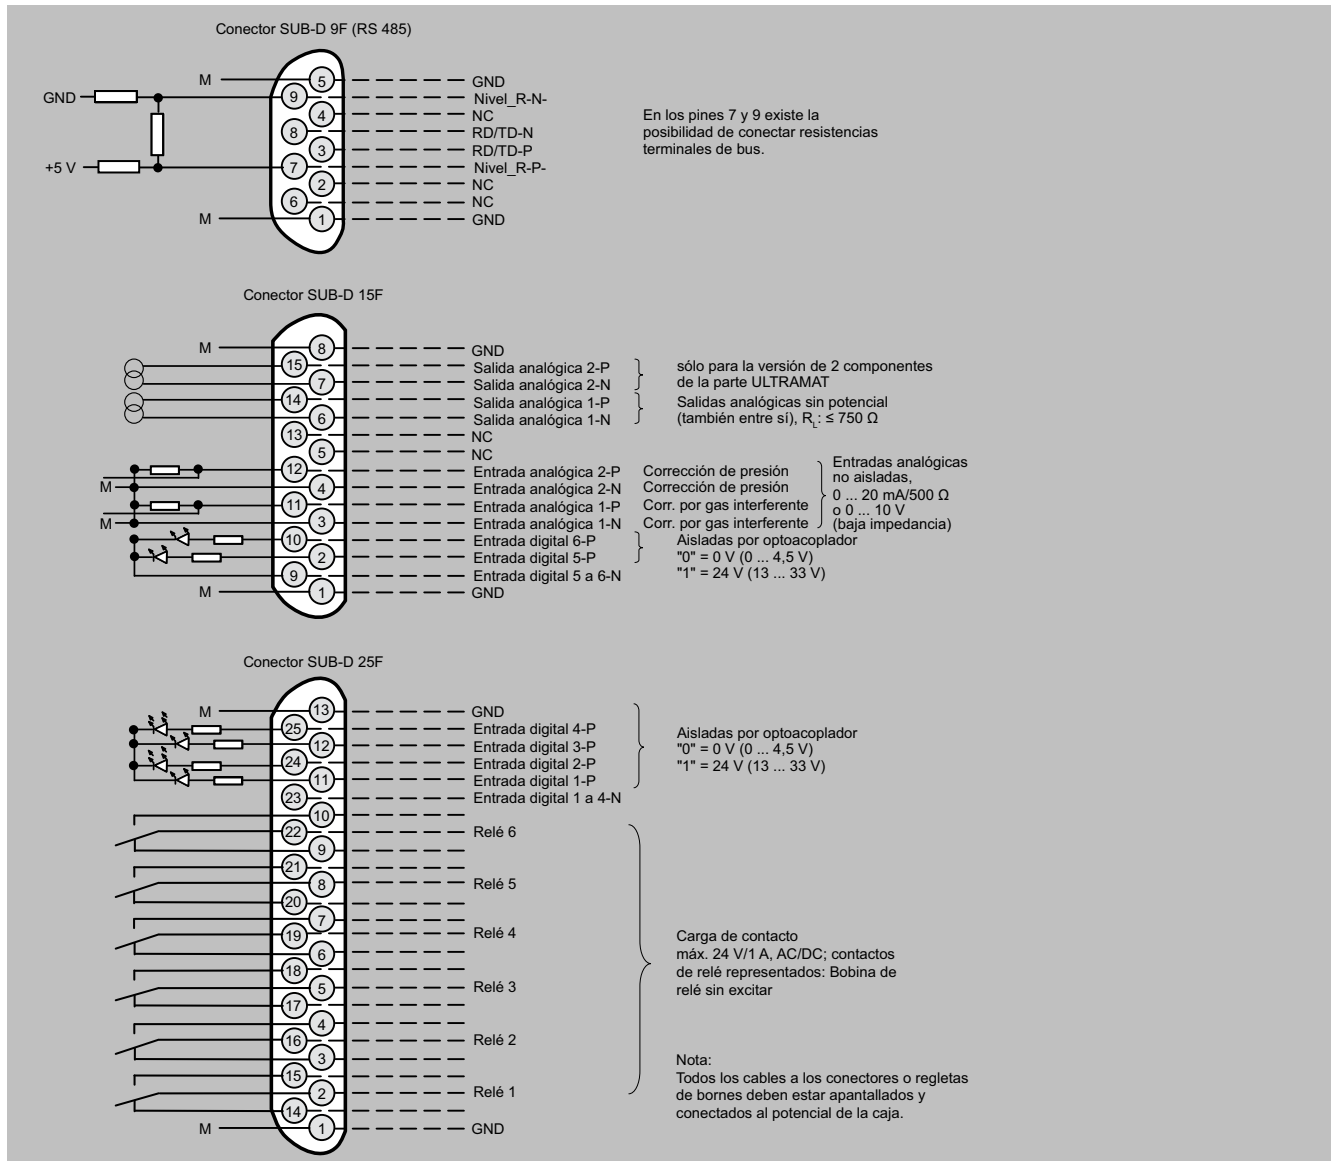 Conector SUB-D 9F (RS 485)
M 5 GND
GND 9 Nivel_R-N-
4 NC
8 RD/TD-N
3 RD/TD-P
+5 V 7 Nivel_R-P-
2 NC
6 NC
M 1 GND
En los pines 7 y 9 existe la
posibilidad de conectar resistencias
terminales de bus.
Conector SUB-D 15F
M 8 GND
15 Salida analógica 2-P
7 Salida analógica 2-N
sólo para la versión de 2 componentes
de la parte ULTRAMAT
14 Salida analógica 1-P
6 Salida analógica 1-N
Salidas analógicas sin potencial
(también entre sí), RL: ≤ 750 Ω
13 NC
5 NC
12 Entrada analógica 2-P Corrección de presión
M 4 Entrada analógica 2-N Corrección de presión
11 Entrada analógica 1-P Corr. por gas interferente
M 3 Entrada analógica 1-N Corr. por gas interferente
Entradas analógicas
no aisladas,
0 ... 20 mA/500 Ω
o 0 ... 10 V
(baja impedancia)
10 Entrada digital 6-P
2 Entrada digital 5-P
9 Entrada digital 5 a 6-N
M 1 GND
Aisladas por optoacoplador
"0" = 0 V (0 ... 4,5 V)
"1" = 24 V (13 ... 33 V)
Conector SUB-D 25F
M 13 GND
25 Entrada digital 4-P
12 Entrada digital 3-P
24 Entrada digital 2-P
11 Entrada digital 1-P
23 Entrada digital 1 a 4-N
Aisladas por optoacoplador
"0" = 0 V (0 ... 4,5 V)
"1" = 24 V (13 ... 33 V)
10
22 Relé 6
9
21
8 Relé 5
20
7
19 Relé 4
6
18
5 Relé 3
17
4
16 Relé 2
3
15
2 Relé 1
14
M 1 GND
Carga de contacto
máx. 24 V/1 A, AC/DC; contactos
de relé representados: Bobina de
relé sin excitar
Nota:
Todos los cables a los conectores o regletas
de bornes deben estar apantallados y
conectados al potencial de la caja.